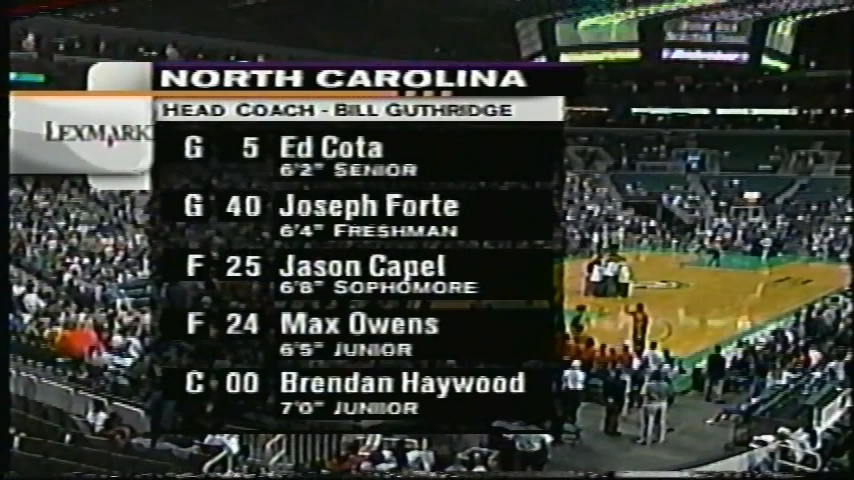 NORTH CAROLINA
HEAD COACH - BILL GUTHRIDGE
LEXMARK
G 5 Ed Cota
6'2" SENIOR
G 40 Joseph Forte
6'4" FRESHMAN
F 25 Jason Capel
6'8" SOPHOMORE
F 24 Max Owens
6'5" JUNIOR
C 00 Brendan Haywood
7'0" JUNIOR